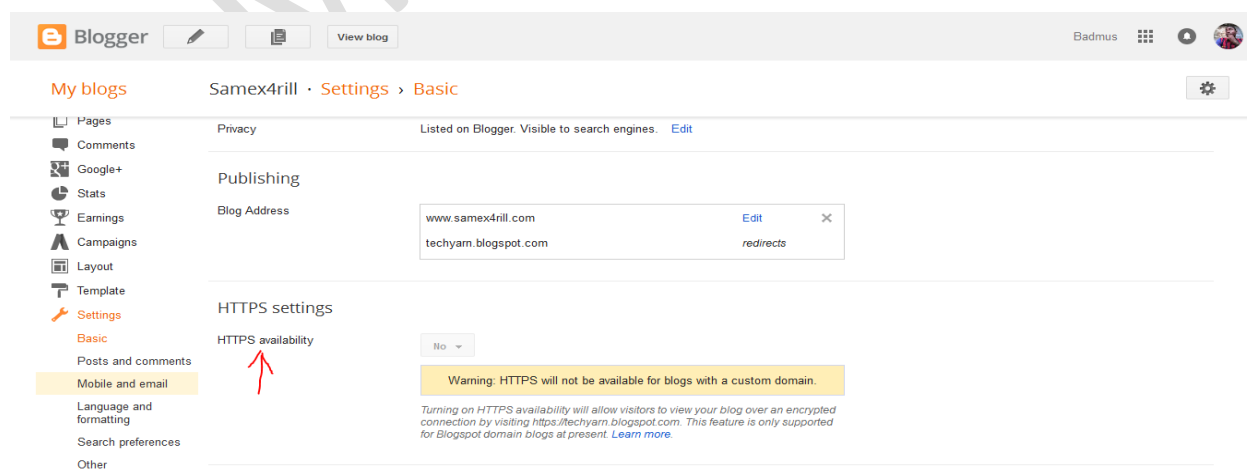 Blogger
View blog
Badmus
My blogs
Samex4rill · Settings › Basic
Pages
Comments
Google+
Stats
Earnings
Campaigns
Layout
Template
Settings
Basic
Posts and comments
Mobile and email
Language and
formatting
Search preferences
Other
Privacy
Listed on Blogger. Visible to search engines. Edit
Publishing
Blog Address
www.samex4rill.com Edit
techyarn.blogspot.com redirects
HTTPS settings
HTTPS availability
No
Warning: HTTPS will not be available for blogs with a custom domain.
Turning on HTTPS availability will allow visitors to view your blog over an encrypted
connection by visiting https://techyarn.blogspot.com. This feature is only supported
for Blogspot domain blogs at present. Learn more.